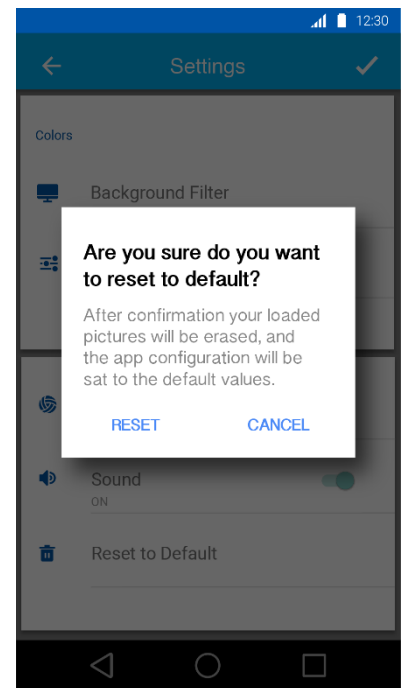 12:30
Settings
Colors
Background Filter
Are you sure do you want
to reset to default?
After confirmation your loaded
pictures will be erased, and
the app configuration will be
sat to the default values.
RESET CANCEL
Sound
ON
Reset to Default